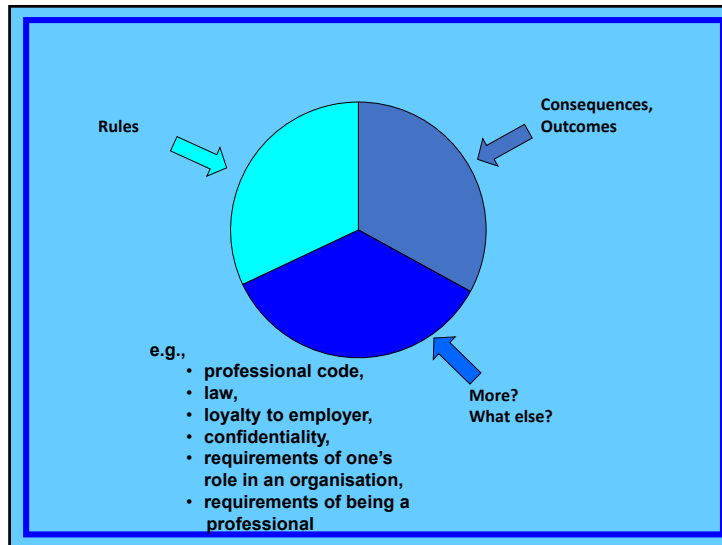 Rules
Consequences,
Outcomes
e.g.,
• professional code,
• law,
• loyalty to employer,
• confidentiality,
• requirements of one’s
role in an organisation,
• requirements of being a
professional
More?
What else?